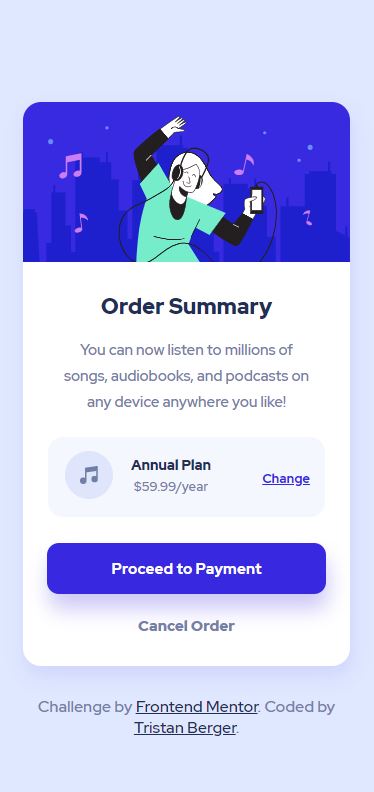 Order Summary
You can now listen to millions of
songs, audiobooks, and podcasts on
any device anywhere you like!
Annual Plan
$59.99/year
Change
Proceed to Payment
Cancel Order
Challenge by Frontend Mentor. Coded by
Tristan Berger.